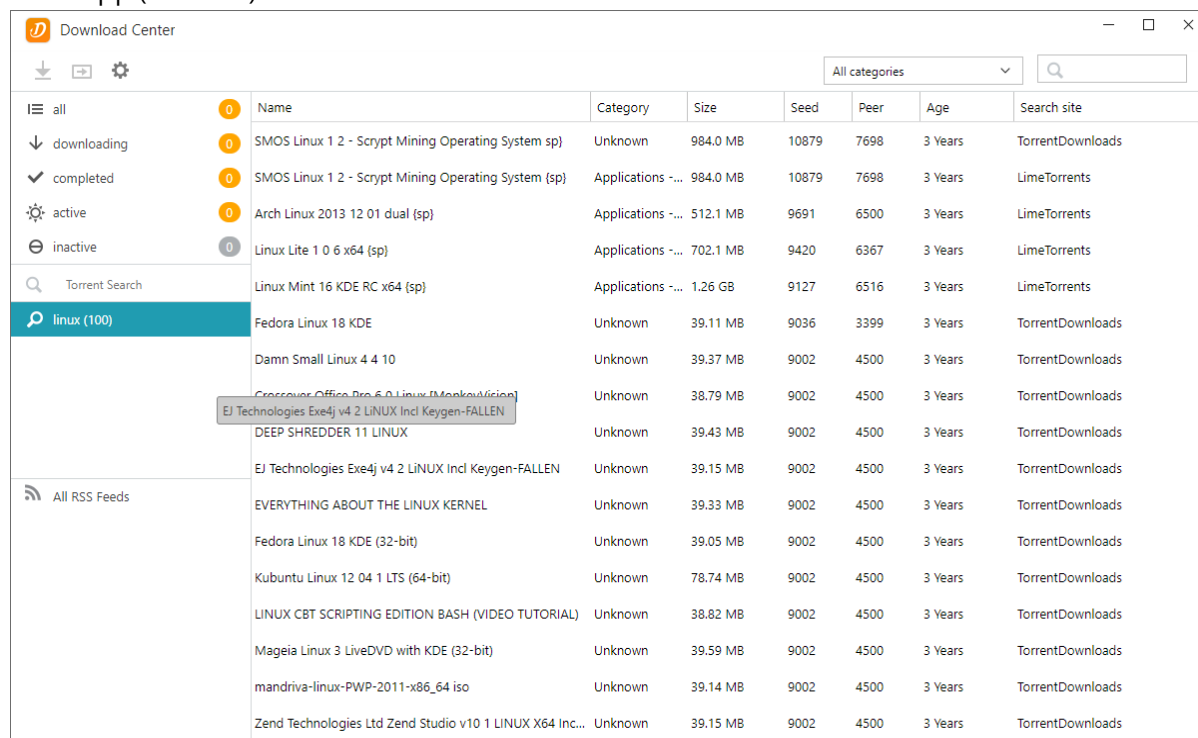 Download Center
All categories
all 0
downloading 0
completed 0
active 0
inactive 0
Torrent Search
linux (100)
All RSS Feeds
Name Category Size Seed Peer Age Search site
SMOS Linux 1 2 - Scrypt Mining Operating System sp} Unknown 984.0 MB 10879 7698 3 Years TorrentDownloads
SMOS Linux 1 2 - Scrypt Mining Operating System {sp} Applications -... 984.0 MB 10879 7698 3 Years LimeTorrents
Arch Linux 2013 12 01 dual {sp} Applications -... 512.1 MB 9691 6500 3 Years LimeTorrents
Linux Lite 1 0 6 x64 {sp} Applications -... 702.1 MB 9420 6367 3 Years LimeTorrents
Linux Mint 16 KDE RC x64 {sp} Applications -... 1.26 GB 9127 6516 3 Years LimeTorrents
Fedora Linux 18 KDE Unknown 39.11 MB 9036 3399 3 Years TorrentDownloads
Damn Small Linux 4 4 10 Unknown 39.37 MB 9002 4500 3 Years TorrentDownloads
Crossover Office Pro 6 0 Linux [MonkeyVision] Unknown 38.79 MB 9002 4500 3 Years TorrentDownloads
EJ Technologies Exe4j v4 2 LiNUX Incl Keygen-FALLEN
DEEP SHREDDER 11 LINUX Unknown 39.43 MB 9002 4500 3 Years TorrentDownloads
EJ Technologies Exe4j v4 2 LiNUX Incl Keygen-FALLEN Unknown 39.15 MB 9002 4500 3 Years TorrentDownloads
EVERYTHING ABOUT THE LINUX KERNEL Unknown 39.33 MB 9002 4500 3 Years TorrentDownloads
Fedora Linux 18 KDE (32-bit) Unknown 39.05 MB 9002 4500 3 Years TorrentDownloads
Kubuntu Linux 12 04 1 LTS (64-bit) Unknown 78.74 MB 9002 4500 3 Years TorrentDownloads
LINUX CBT SCRIPTING EDITION BASH (VIDEO TUTORIAL) Unknown 38.82 MB 9002 4500 3 Years TorrentDownloads
Mageia Linux 3 LiveDVD with KDE (32-bit) Unknown 39.59 MB 9002 4500 3 Years TorrentDownloads
mandriva-linux-PWP-2011-x86_64 iso Unknown 39.14 MB 9002 4500 3 Years TorrentDownloads
Zend Technologies Ltd Zend Studio v10 1 LINUX X64 Inc... Unknown 39.15 MB 9002 4500 3 Years TorrentDownloads